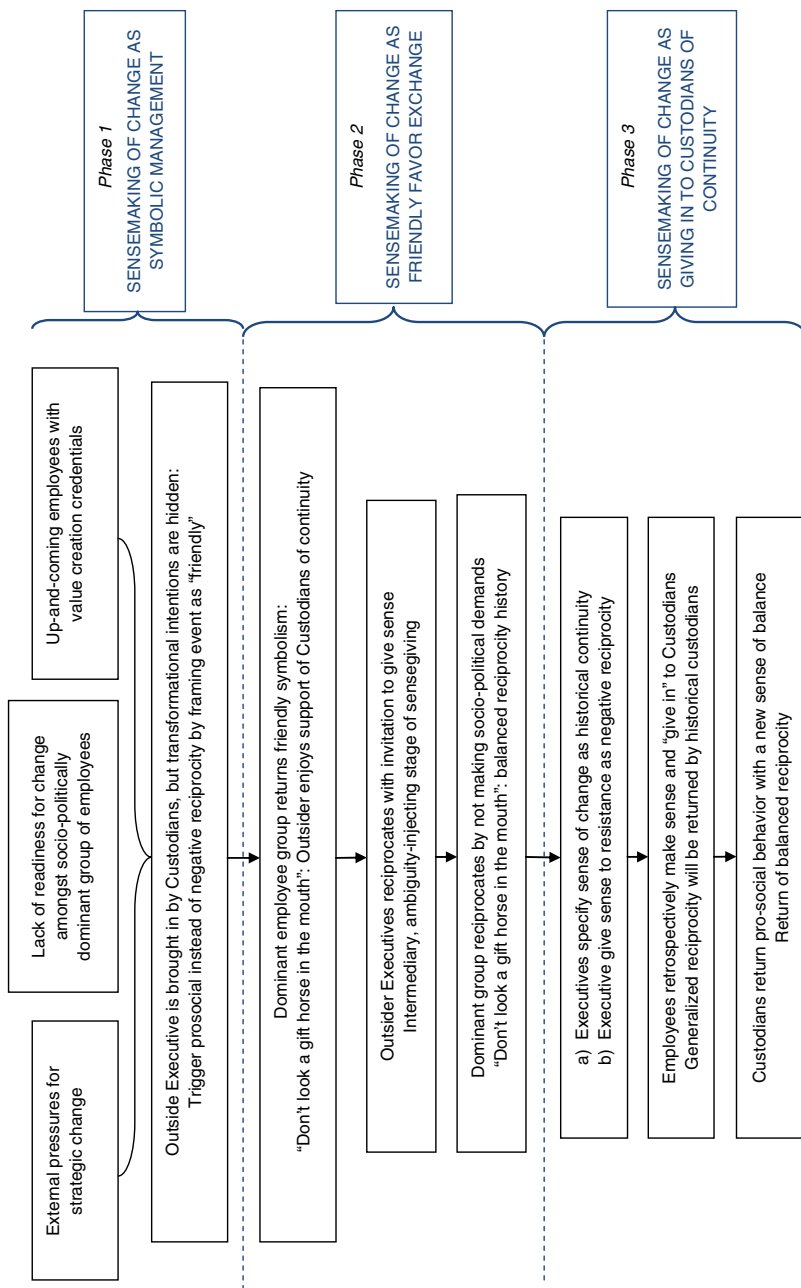 External pressures for
strategic change
Lack of readiness for change
amongst socio-politically
dominant group of employees
Up-and-coming employees with
value creation credentials
Outside Executive is brought in by Custodians, but transformational intentions are hidden:
Trigger prosocial instead of negative reciprocity by framing event as “friendly”
Phase 1
SENSEMAKING OF CHANGE AS
SYMBOLIC MANAGEMENT
Dominant employee group returns friendly symbolism:
“Don’t look a gift horse in the mouth”: Outsider enjoys support of Custodians of continuity
Outsider Executives reciprocates with invitation to give sense
Intermediary, ambiguity-injecting stage of sensegiving
Dominant group reciprocates by not making socio-political demands
“Don’t look a gift horse in the mouth”: balanced reciprocity history
Phase 2
SENSEMAKING OF CHANGE AS
FRIENDLY FAVOR EXCHANGE
a) Executives specify sense of change as historical continuity
b) Executive give sense to resistance as negative reciprocity
Employees retrospectively make sense and “give in” to Custodians
Generalized reciprocity will be returned by historical custodians
Custodians return pro-social behavior with a new sense of balance
Return of balanced reciprocity
Phase 3
SENSEMAKING OF CHANGE AS
GIVING IN TO CUSTODIANS OF
CONTINUITY